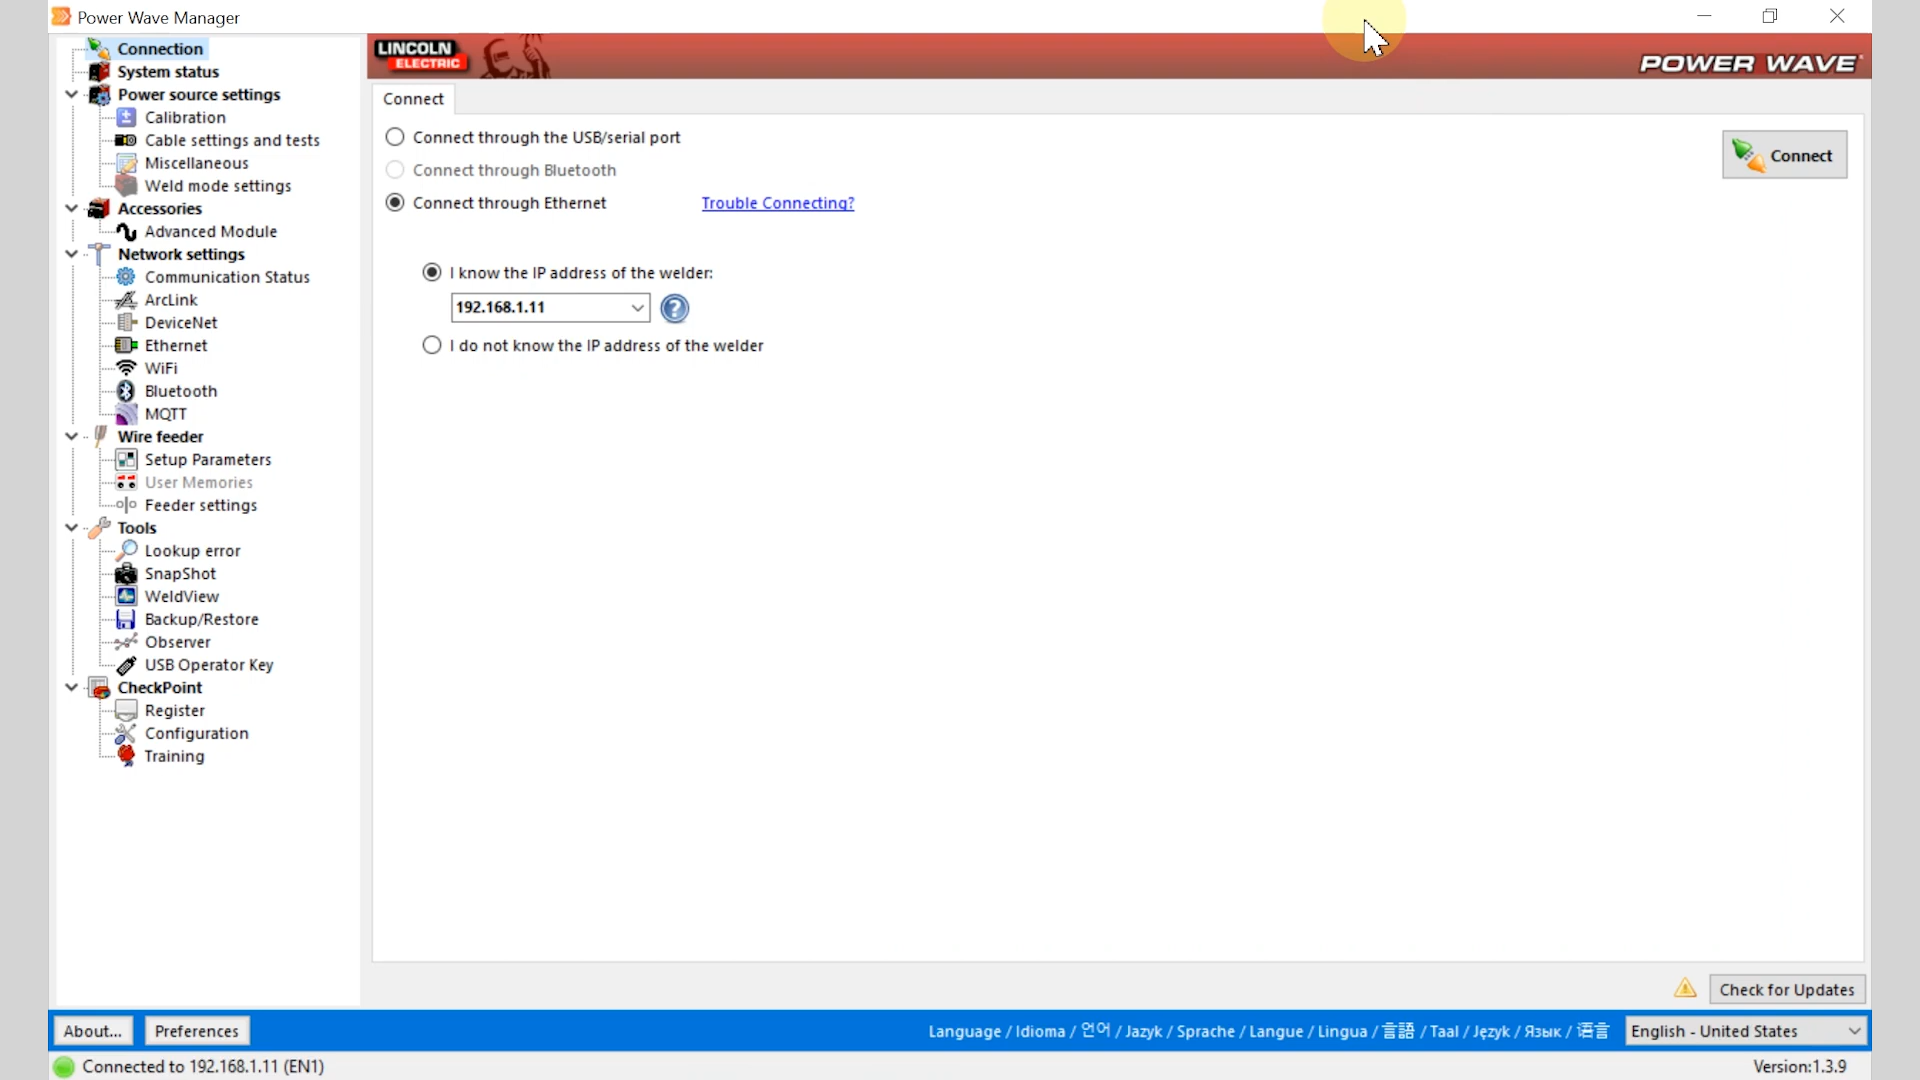 Power Wave Manager
Connection
System status
Power source settings
Calibration
Cable settings and tests
Miscellaneous
Weld mode settings
Accessories
Advanced Module
Network settings
Communication Status
ArcLink
DeviceNet
Ethernet
WiFi
Bluetooth
MQTT
Wire feeder
Setup Parameters
User Memories
Feeder settings
Tools
Lookup error
SnapShot
WeldView
Backup/Restore
Observer
USB Operator Key
CheckPoint
Register
Configuration
Training
LINCOLN
ELECTRIC
POWER WAVE
Connect
Connect through the USB/serial port
Connect through Bluetooth
Connect through Ethernet
Trouble Connecting?
Connect
I know the IP address of the welder:
192.168.1.11
?
I do not know the IP address of the welder
Check for Updates
About...
Preferences
Language / Idioma / 언어 / Jazyk / Sprache / Langue / Lingua / 言語 / Taal / Język / Язык / 语言
English - United States
Connected to 192.168.1.11 (EN1)
Version:1.3.9